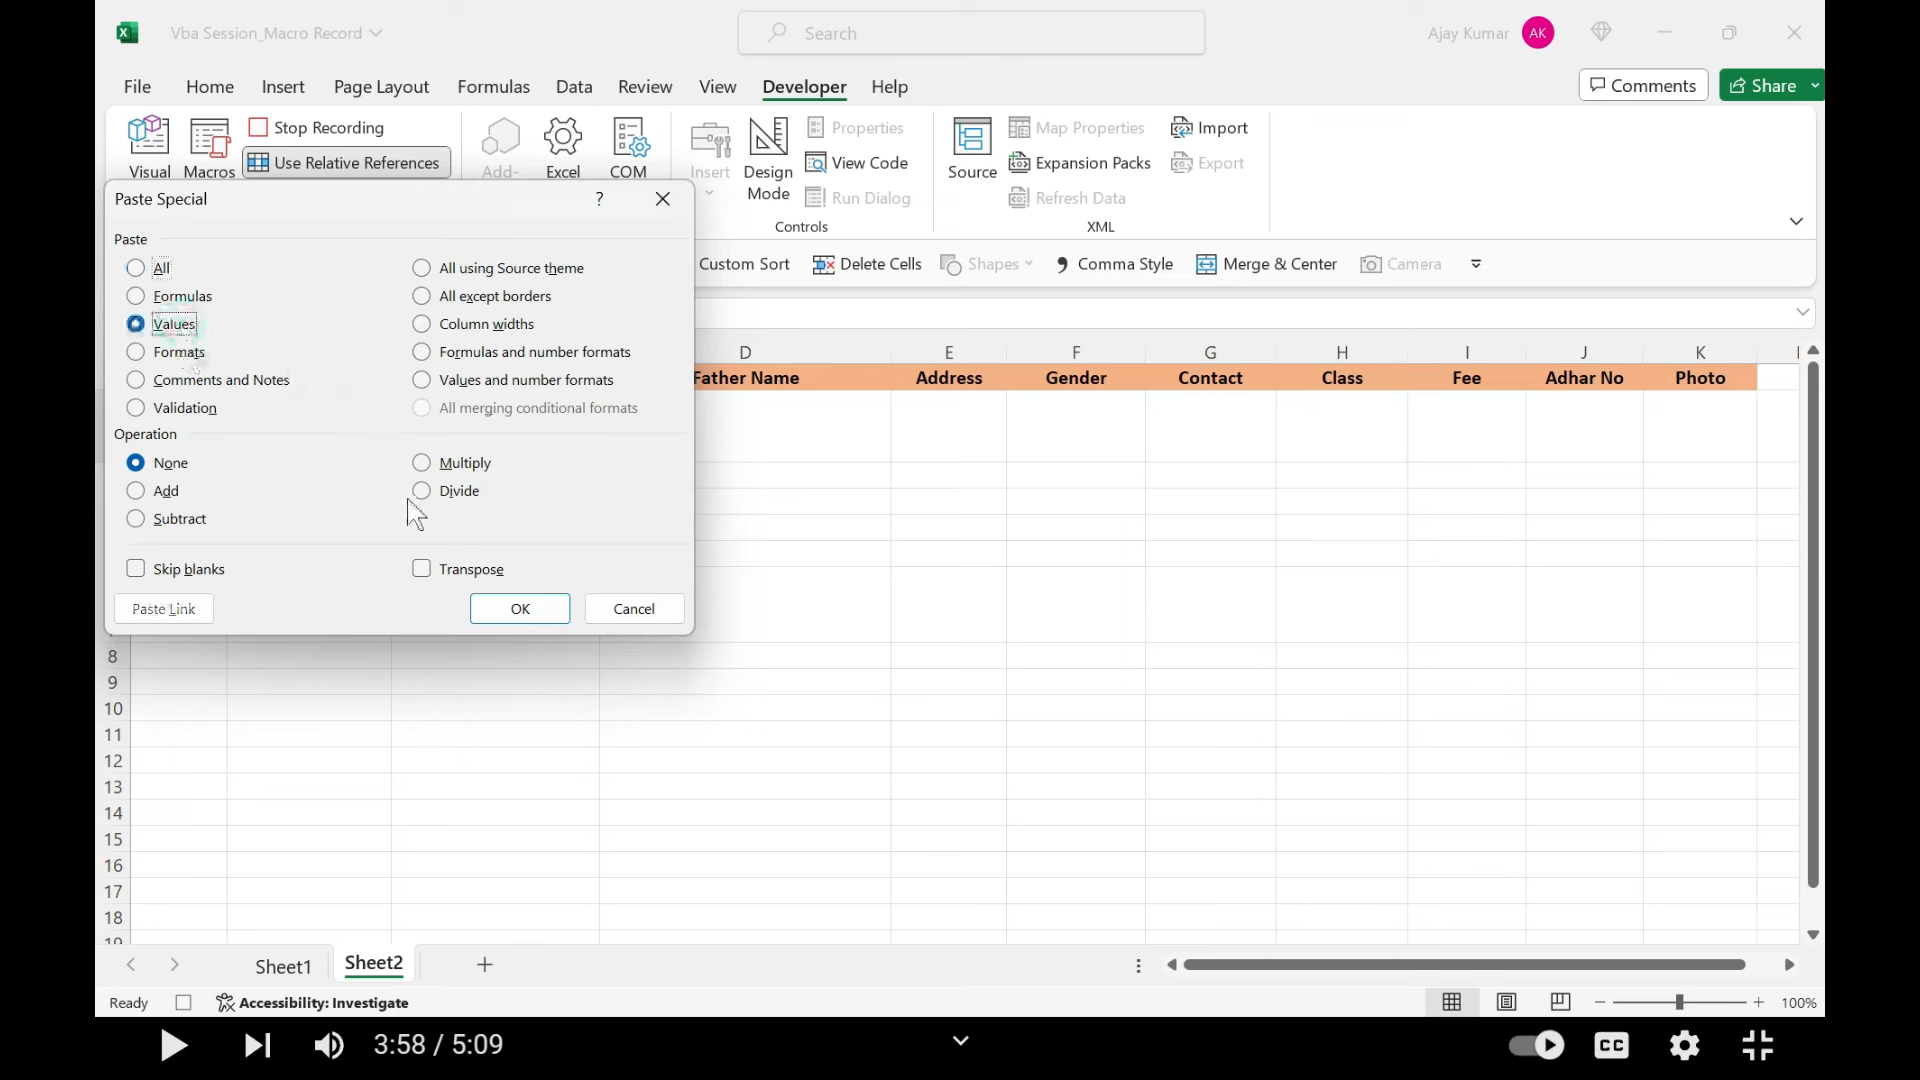 Vba Session_Macro Record
Search
Ajay Kumar
AK
File Home Insert Page Layout Formulas Data Review View Developer Help
Comments
Share
Visual
Macros
Stop Recording
Use Relative References
Add-
Excel
COM
Insert
Design
Mode
Properties
View Code
Run Dialog
Controls
Source
Map Properties
Expansion Packs
Refresh Data
Import
Export
XML
Custom Sort
Delete Cells
Shapes
Comma Style
Merge & Center
Camera
Paste Special
?
Paste
All
All using Source theme
Formulas
All except borders
Values
Column widths
Formats
Formulas and number formats
Comments and Notes
Values and number formats
Validation
All merging conditional formats
Operation
None
Multiply
Add
Divide
Subtract
Skip blanks
Transpose
Paste Link
OK
Cancel
D E F G H I J K
Father Name Address Gender Contact Class Fee Adhar No Photo
8
9
10
11
12
13
14
15
16
17
18
Sheet1
Sheet2
Ready
Accessibility: Investigate
100%
3:58 / 5:09
CC